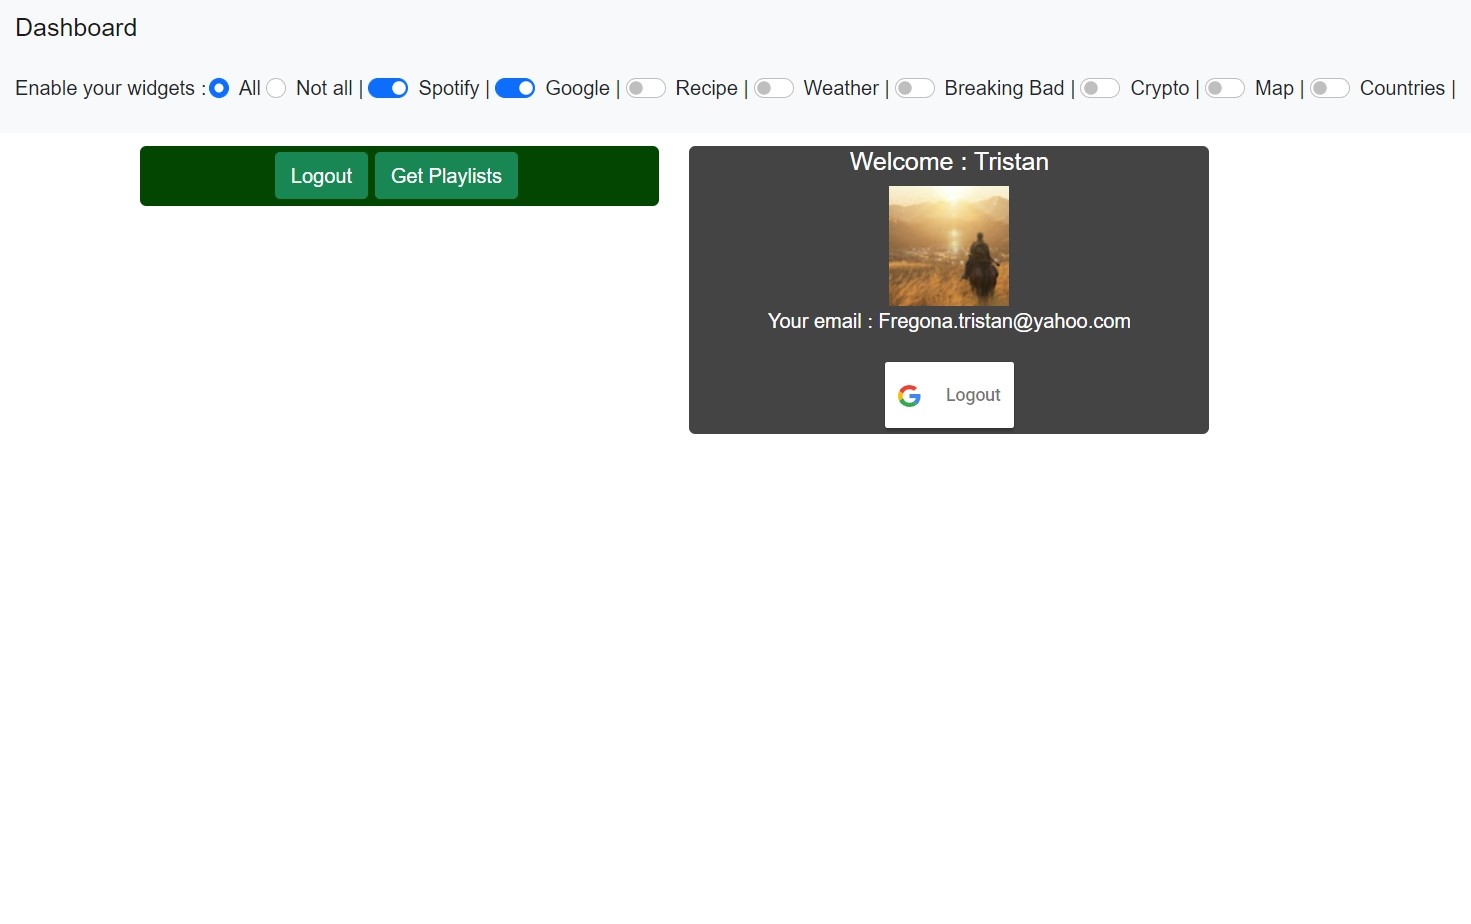 Dashboard
Enable your widgets : All Not all | Spotify | Google | Recipe | Weather | Breaking Bad | Crypto | Map | Countries |
Logout Get Playlists
Welcome : Tristan
Your email : Fregona.tristan@yahoo.com
Logout